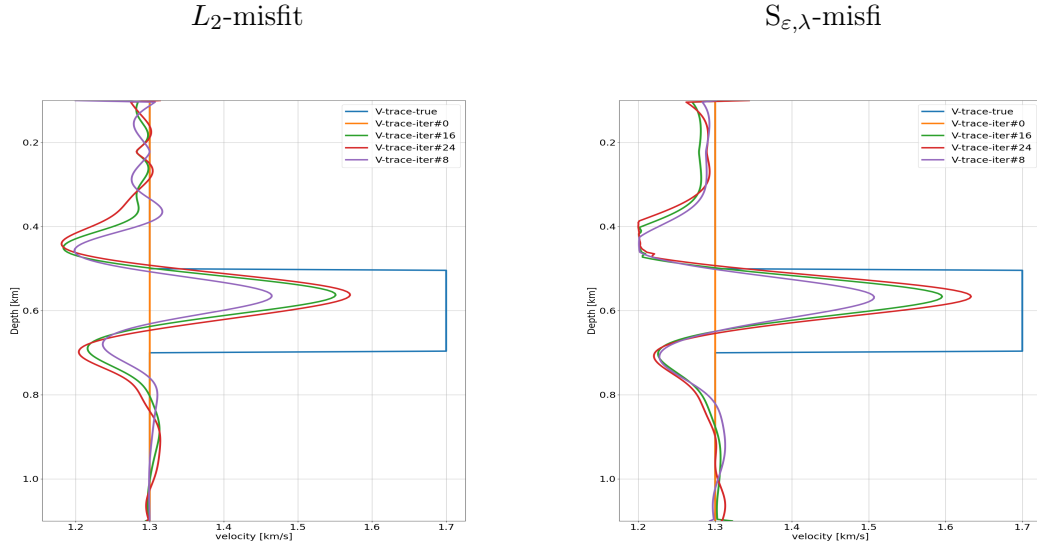 L₂-misfit
S_{ε,λ}-misfi
V-trace-true
V-trace-iter#0
V-trace-iter#16
V-trace-iter#24
V-trace-iter#8
0.2
0.4
0.6
0.8
1.0
Depth [km]
1.2 1.3 1.4 1.5 1.6 1.7
velocity [km/s]
V-trace-true
V-trace-iter#0
V-trace-iter#16
V-trace-iter#24
V-trace-iter#8
0.2
0.4
0.6
0.8
1.0
Depth [km]
1.2 1.3 1.4 1.5 1.6 1.7
velocity [km/s]